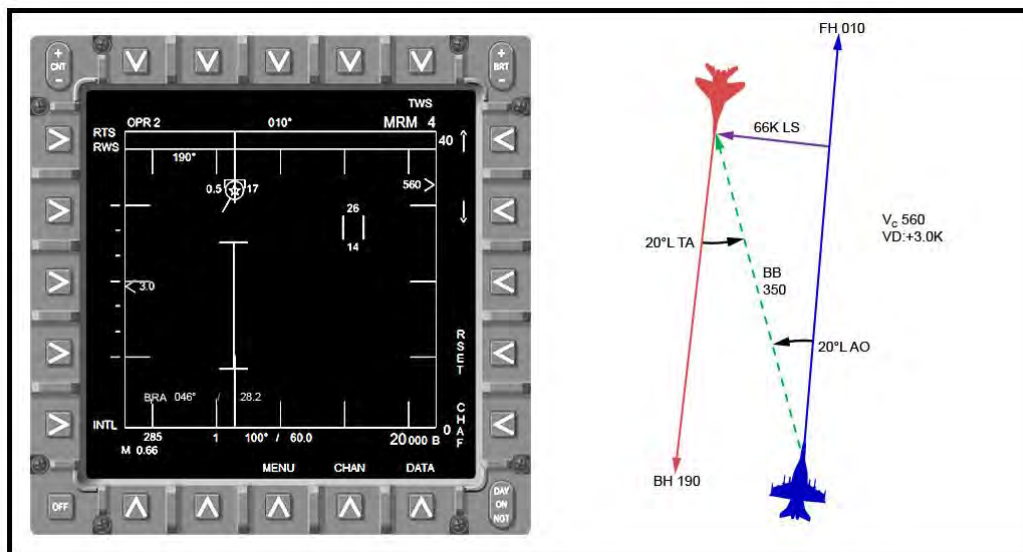 +
CNT
−
+
BRT
−
TWS
OPR 2 010° MRM 4
RTS
RWS
40
190°
0.5 17
560
26
14
3.0
RSET
BRA 046° / 28.2
CHAF
INTL
0
285 1 100° / 60.0 20 000 B
M 0.66
MENU CHAN DATA
OFF
DAY
ON
NGT
FH 010
66K LS
V_C 560
VD:+3.0K
20°L TA
BB
350
20°L AO
BH 190